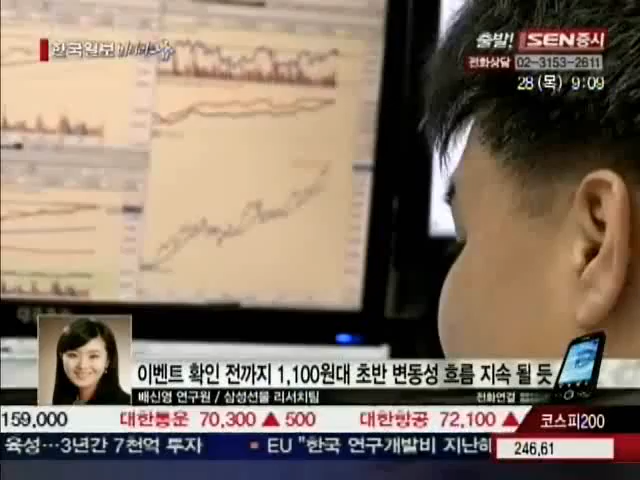 한국일보
출발! SEN증시
전화상담 02-3153-2611
28(목) 9:09
이벤트 확인 전까지 1,100원대 초반 변동성 흐름 지속 될 듯
배신영 연구원 / 삼성선물 리서치팀
전화연결
159,000 대한통운 70,300 ▲ 500 대한항공 72,100 ▲
코스피200
육성…3년간 7천억 투자 ▪ EU "한국 연구개발비 지난해
246,61